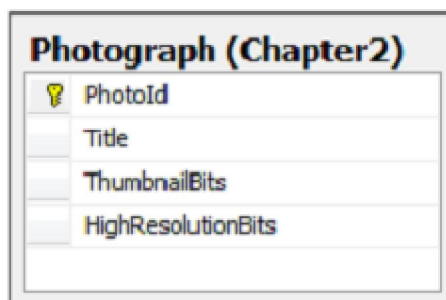 Photograph (Chapter2)
PhotoId
Title
ThumbnailBits
HighResolutionBits